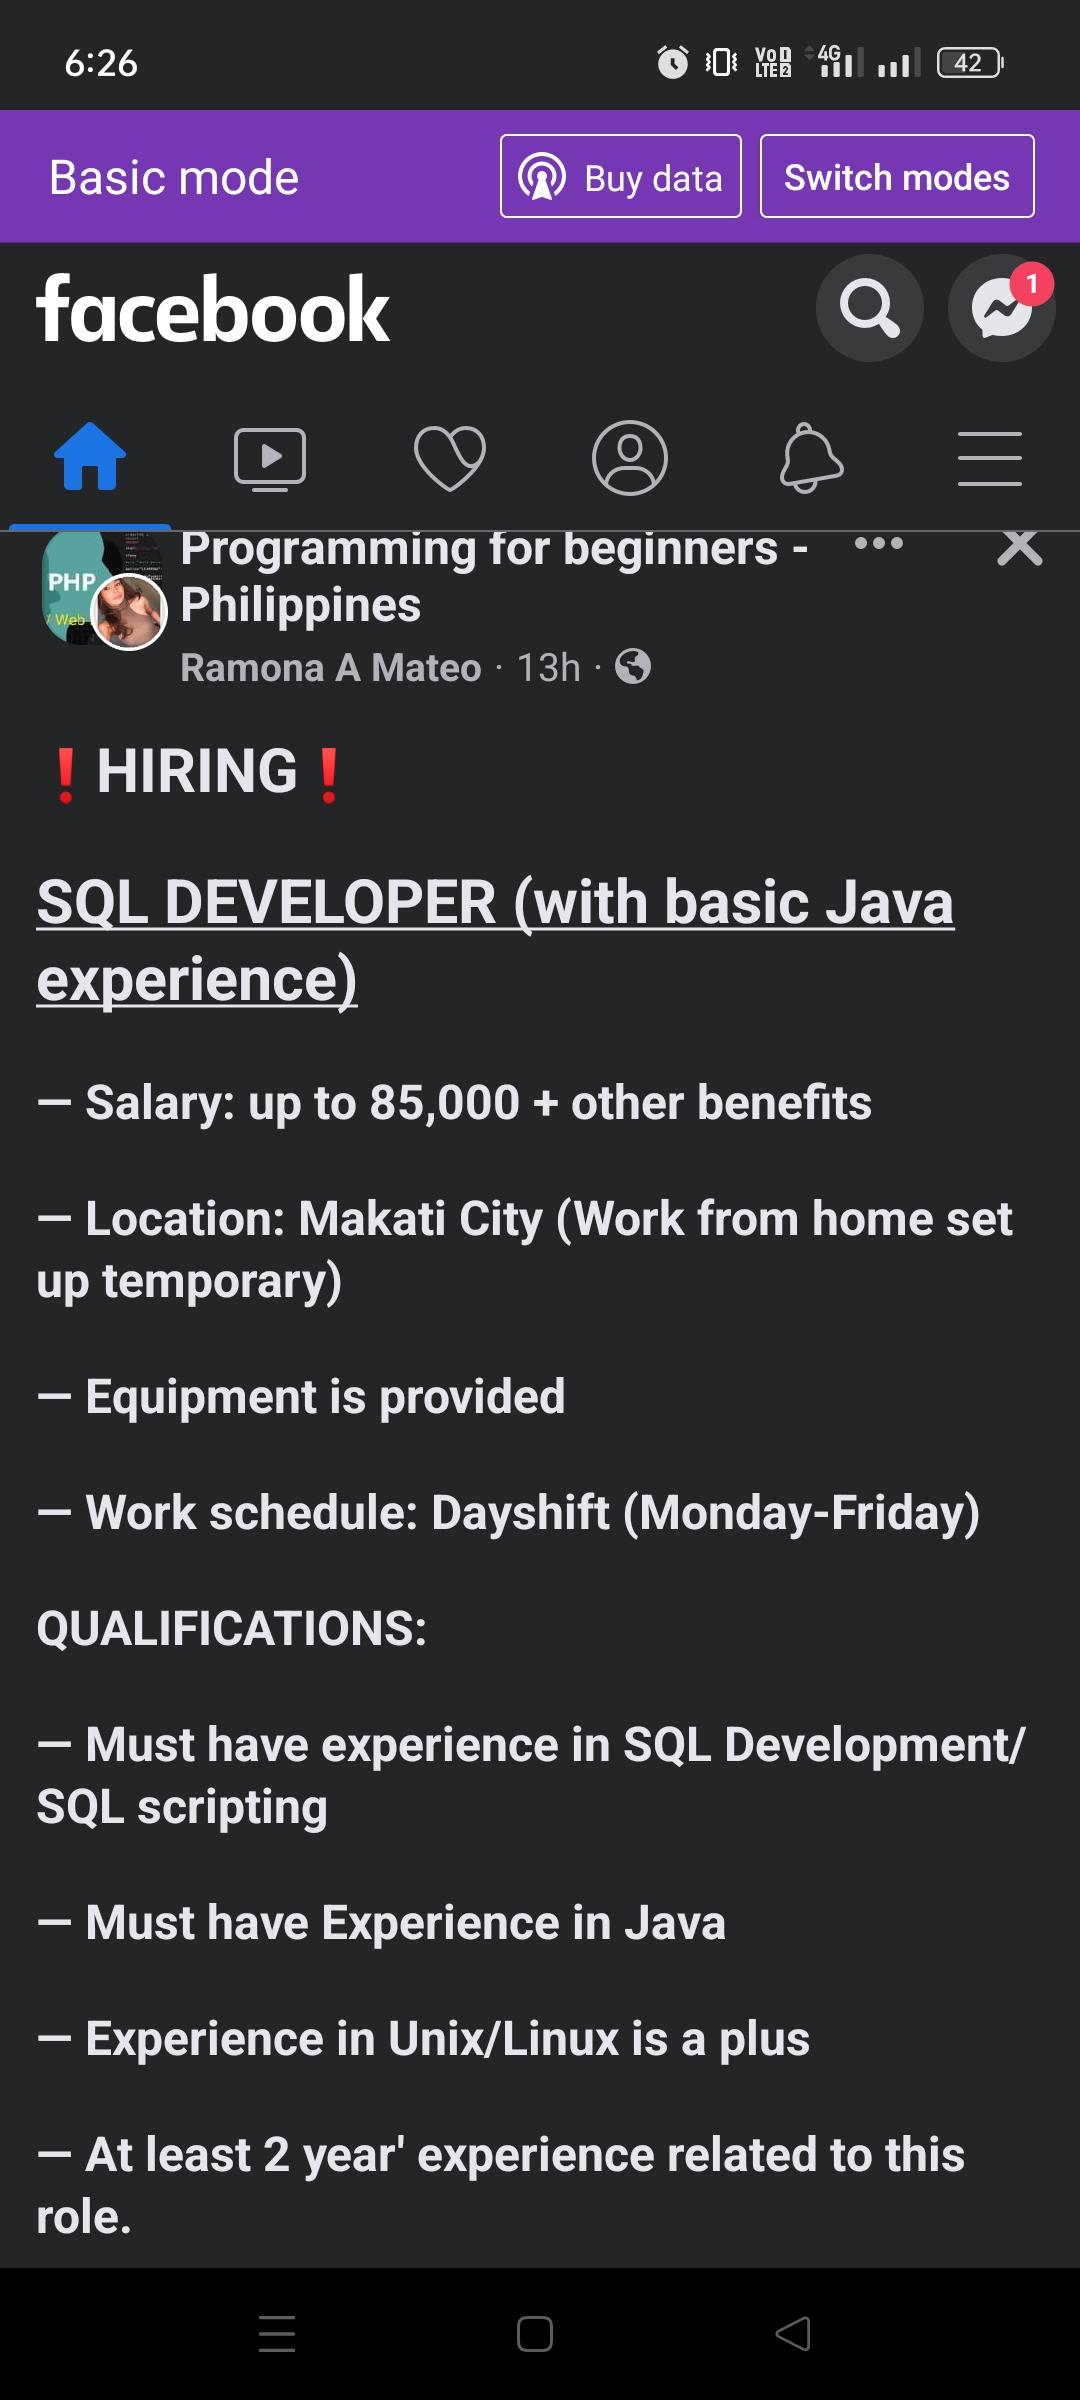 6:26
VoD LTE2 4G 42
Basic mode
Buy data
Switch modes
facebook
1
Programming for beginners -
Philippines
PHP
/ Web
Ramona A Mateo · 13h ·
❗HIRING❗
SQL DEVELOPER (with basic Java
experience)
— Salary: up to 85,000 + other benefits
— Location: Makati City (Work from home set
up temporary)
— Equipment is provided
— Work schedule: Dayshift (Monday-Friday)
QUALIFICATIONS:
— Must have experience in SQL Development/
SQL scripting
— Must have Experience in Java
— Experience in Unix/Linux is a plus
— At least 2 year' experience related to this
role.